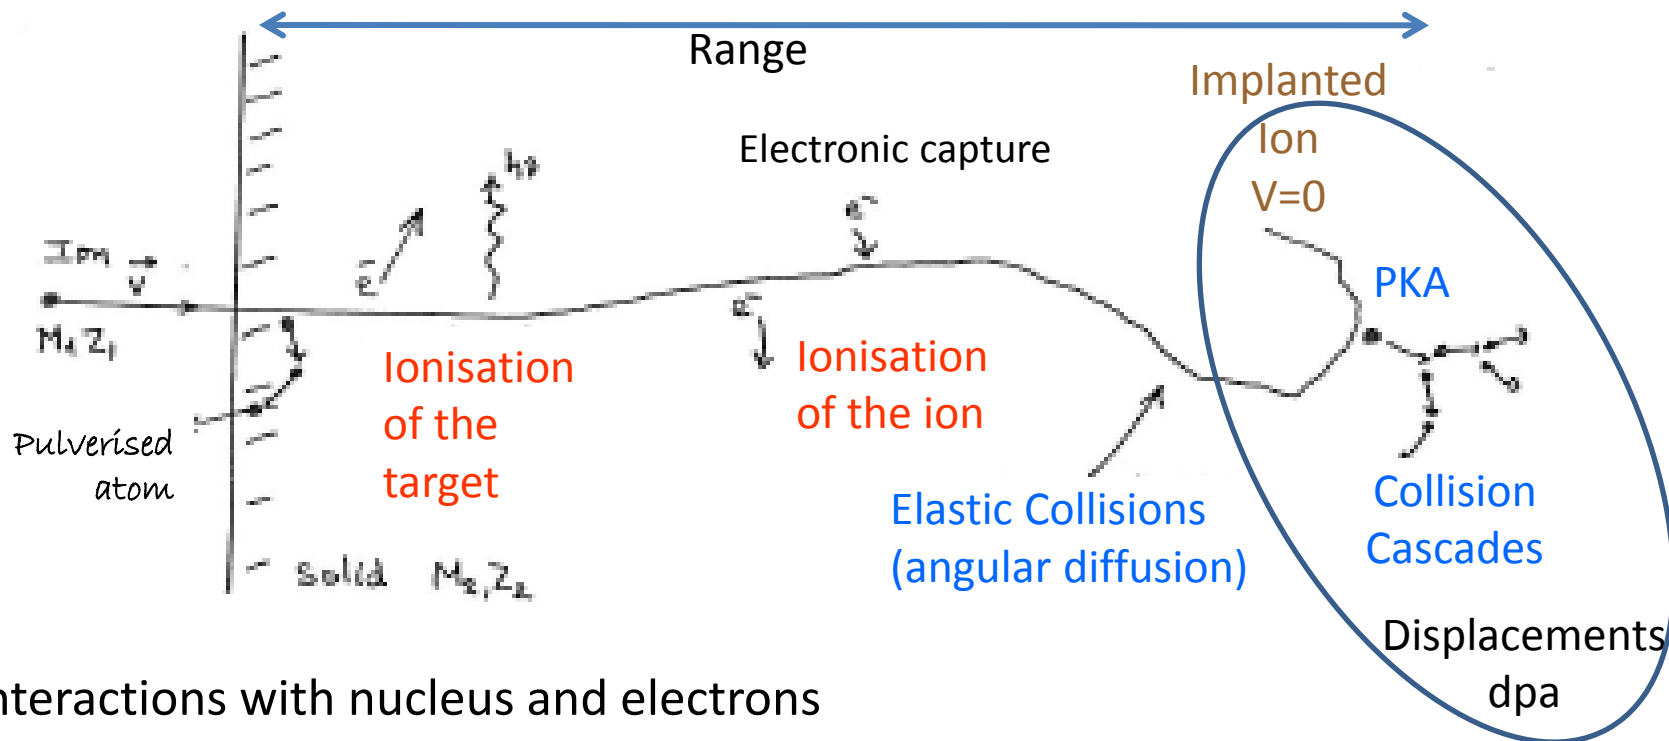 Range
Implanted
Ion
V=0
Electronic capture
hν
e⁻
e⁻
Ion v⃗
M₁ Z₁
PKA
e⁻
Ionisation
of the
target
Ionisation
of the ion
Pulverised
atom
Elastic Collisions
(angular diffusion)
Collision
Cascades
solid M₂, Z₂
Displacements
dpa
nteractions with nucleus and electrons